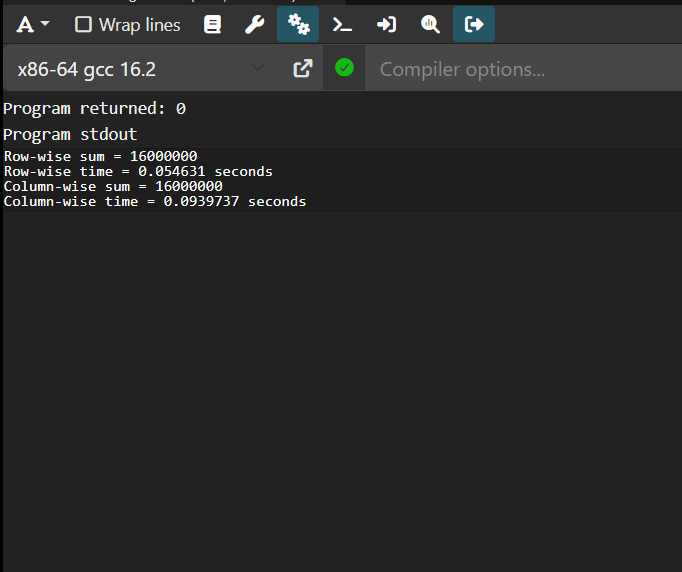 A
Wrap lines
x86-64 gcc 16.2
Compiler options...
Program returned: 0
Program stdout
Row-wise sum = 16000000
Row-wise time = 0.054631 seconds
Column-wise sum = 16000000
Column-wise time = 0.0939737 seconds